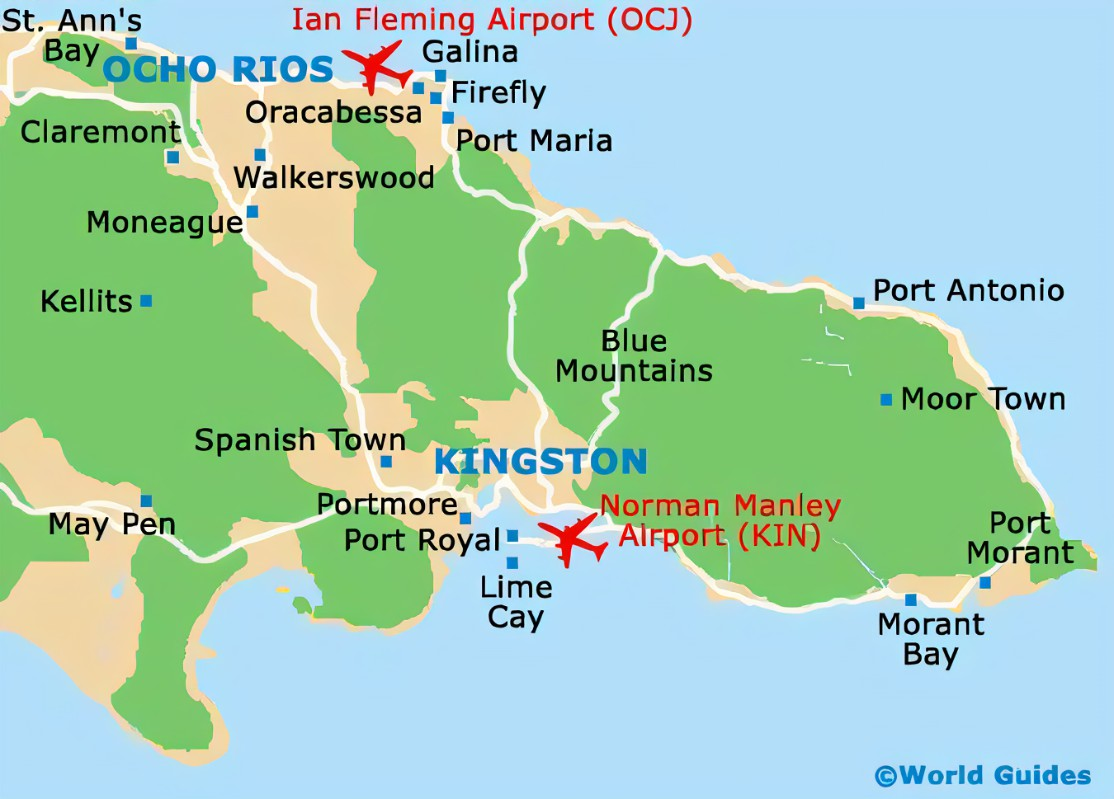 St. Ann's
Bay
Ian Fleming Airport (OCJ)
OCHO RIOS
Galina
Firefly
Oracabessa
Claremont
Port Maria
Walkerswood
Moneague
Kellits
Port Antonio
Blue
Mountains
Moor Town
Spanish Town
KINGSTON
Portmore
Norman Manley
Airport (KIN)
May Pen
Port Royal
Port
Morant
Lime
Cay
Morant
Bay
©World Guides